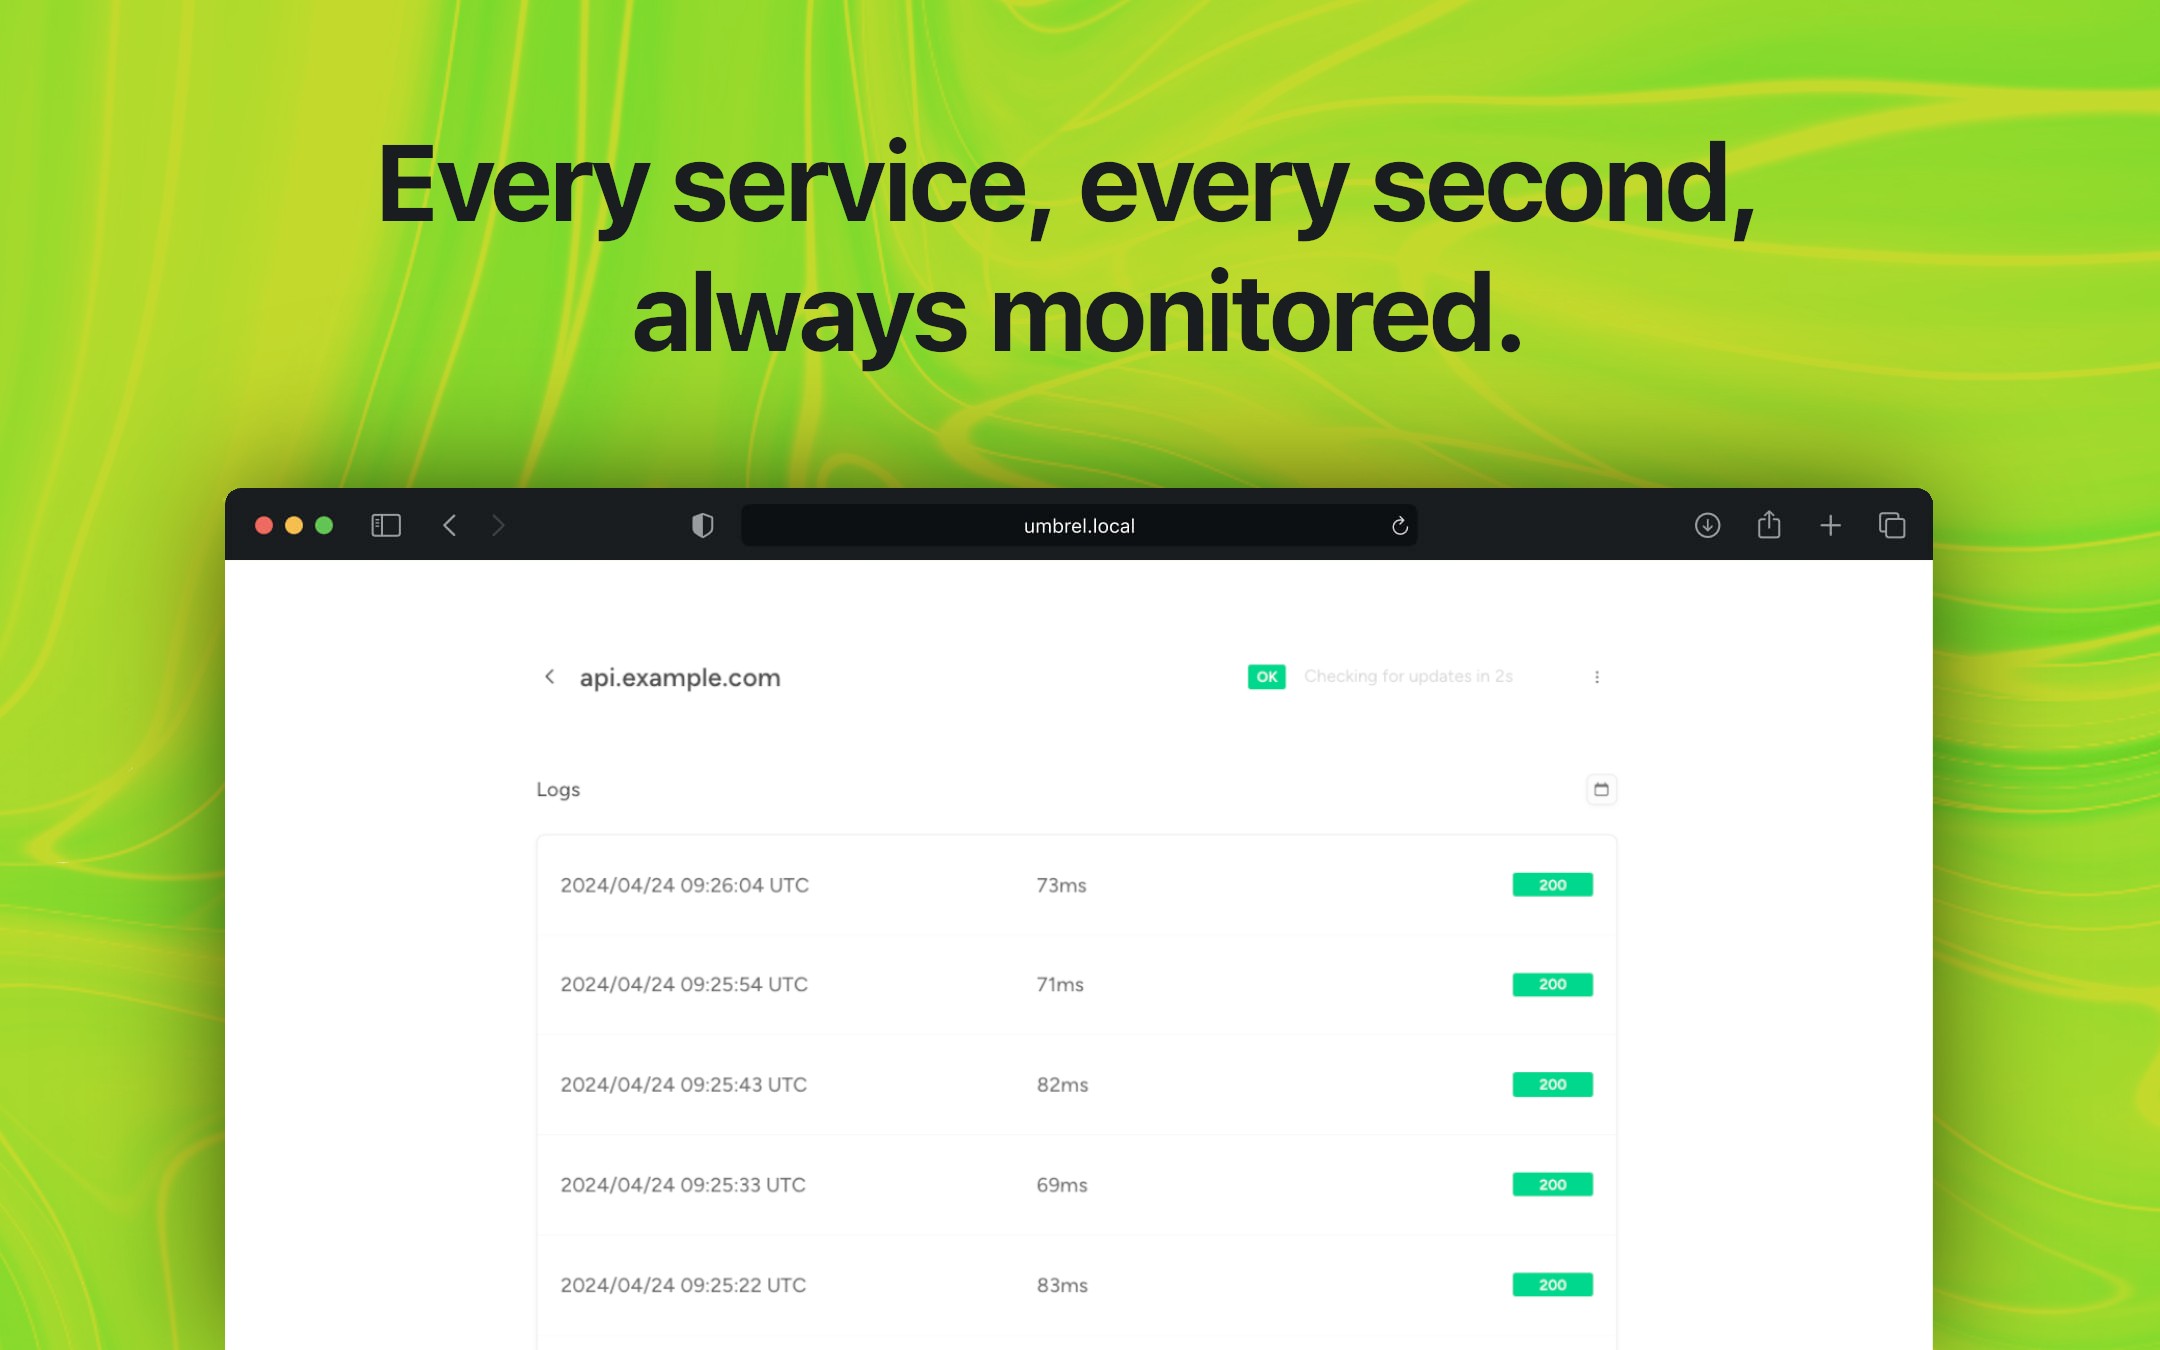 Every service, every second,
always monitored.
umbrel.local
api.example.com
OK Checking for updates in 2s
Logs
2024/04/24 09:26:04 UTC 73ms 200
2024/04/24 09:25:54 UTC 71ms 200
2024/04/24 09:25:43 UTC 82ms 200
2024/04/24 09:25:33 UTC 69ms 200
2024/04/24 09:25:22 UTC 83ms 200